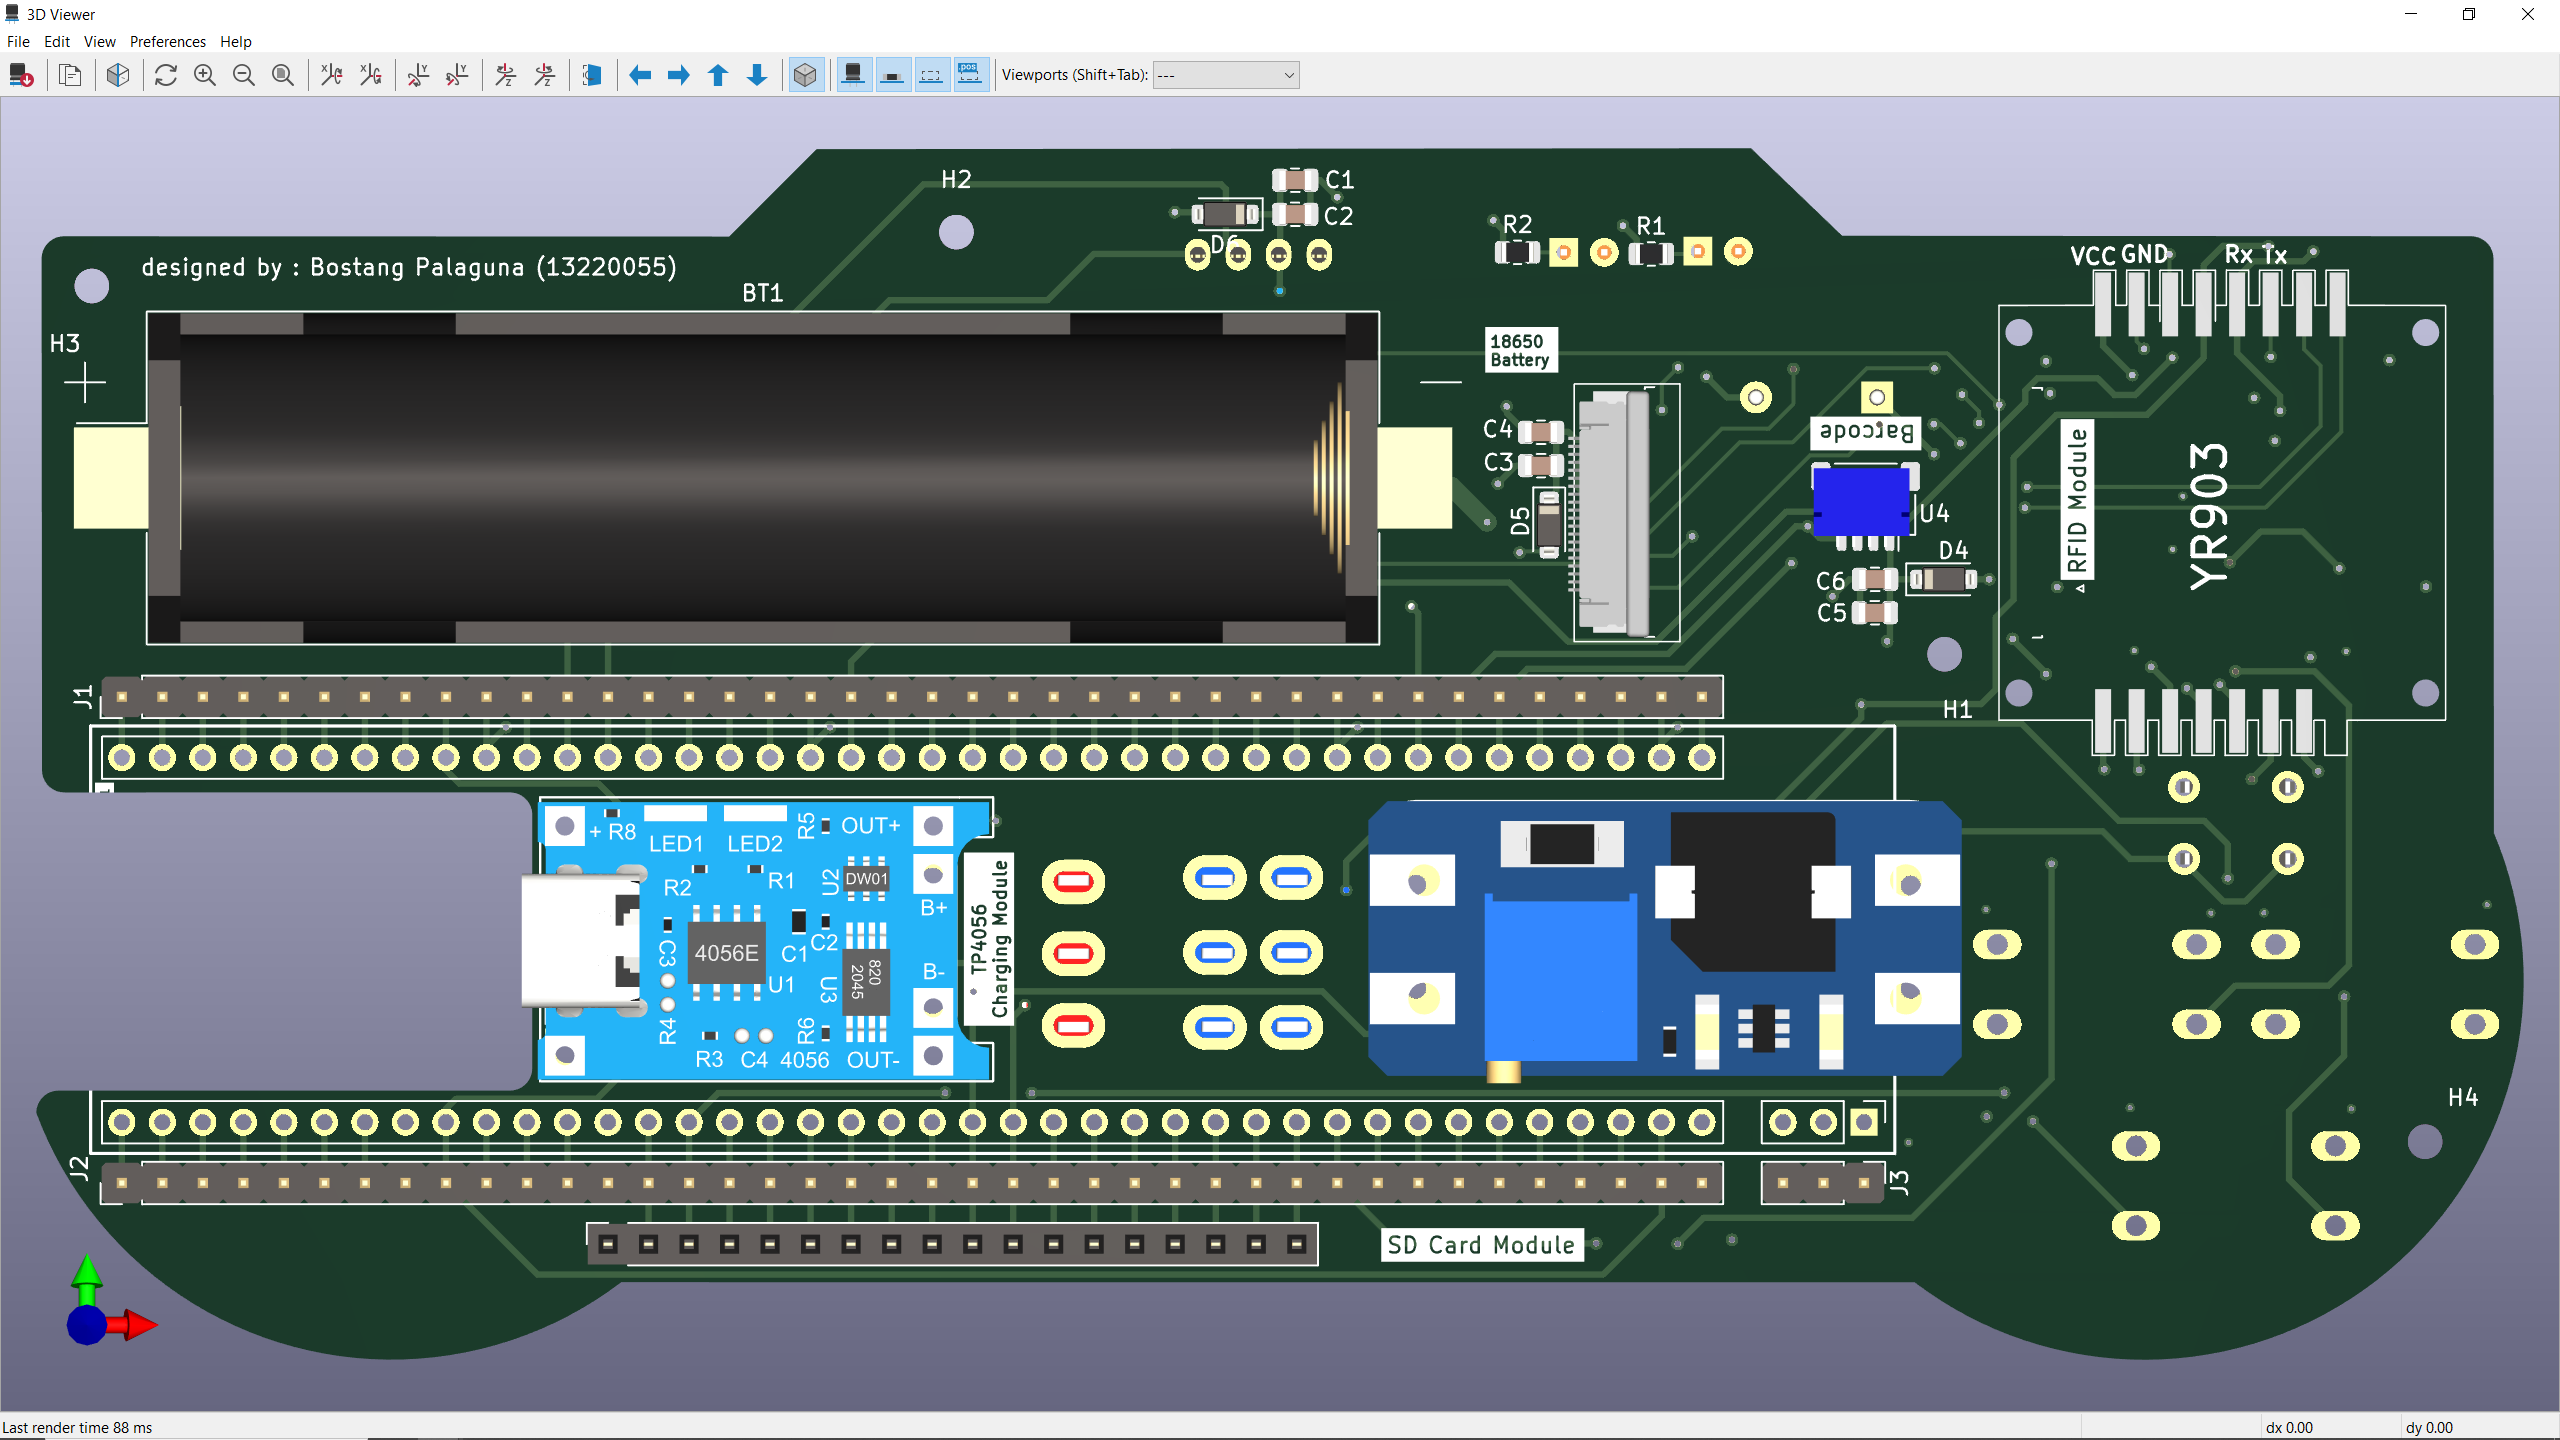 3D Viewer
File Edit View Preferences Help
Viewports (Shift+Tab): ---
H2
C1
C2
D6
R2
R1
designed by : Bostang Palaguna (13220055)
BT1
VCC GND Rx Tx
H3
18650
Battery
C4
C3
D5
Barcode
U4
D4
C6
C5
RFID Module
YR903
H1
J1
+ R8
LED1
LED2
R5
OUT+
R2
R1
U2
DW01
B+
C3
4056E
C1
C2
U1
U3
820
2045
B-
R4
R3
C4
4056
R6
OUT-
TP4056
Charging Module
H4
J2
J3
SD Card Module
Last render time 88 ms
dx 0.00
dy 0.00